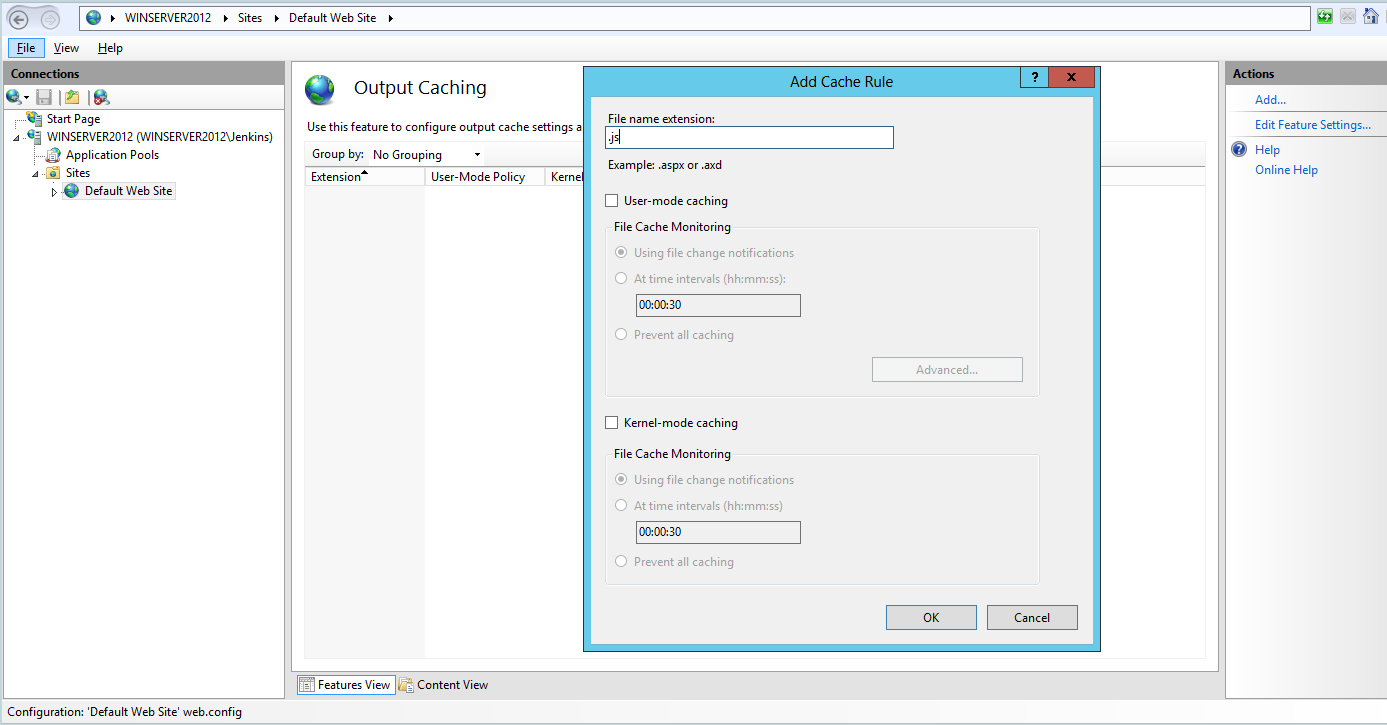 WINSERVER2012 Sites Default Web Site
File View Help
Connections
Start Page
WINSERVER2012 (WINSERVER2012\Jenkins)
Application Pools
Sites
Default Web Site
Output Caching
Use this feature to configure output cache settings a
Group by: No Grouping
Extension User-Mode Policy Kernel
Features View Content View
Add Cache Rule
? x
File name extension:
.js
Example: .aspx or .axd
User-mode caching
File Cache Monitoring
Using file change notifications
At time intervals (hh:mm:ss):
00:00:30
Prevent all caching
Advanced...
Kernel-mode caching
File Cache Monitoring
Using file change notifications
At time intervals (hh:mm:ss)
00:00:30
Prevent all caching
OK Cancel
Actions
Add...
Edit Feature Settings...
? Help
Online Help
Configuration: 'Default Web Site' web.config